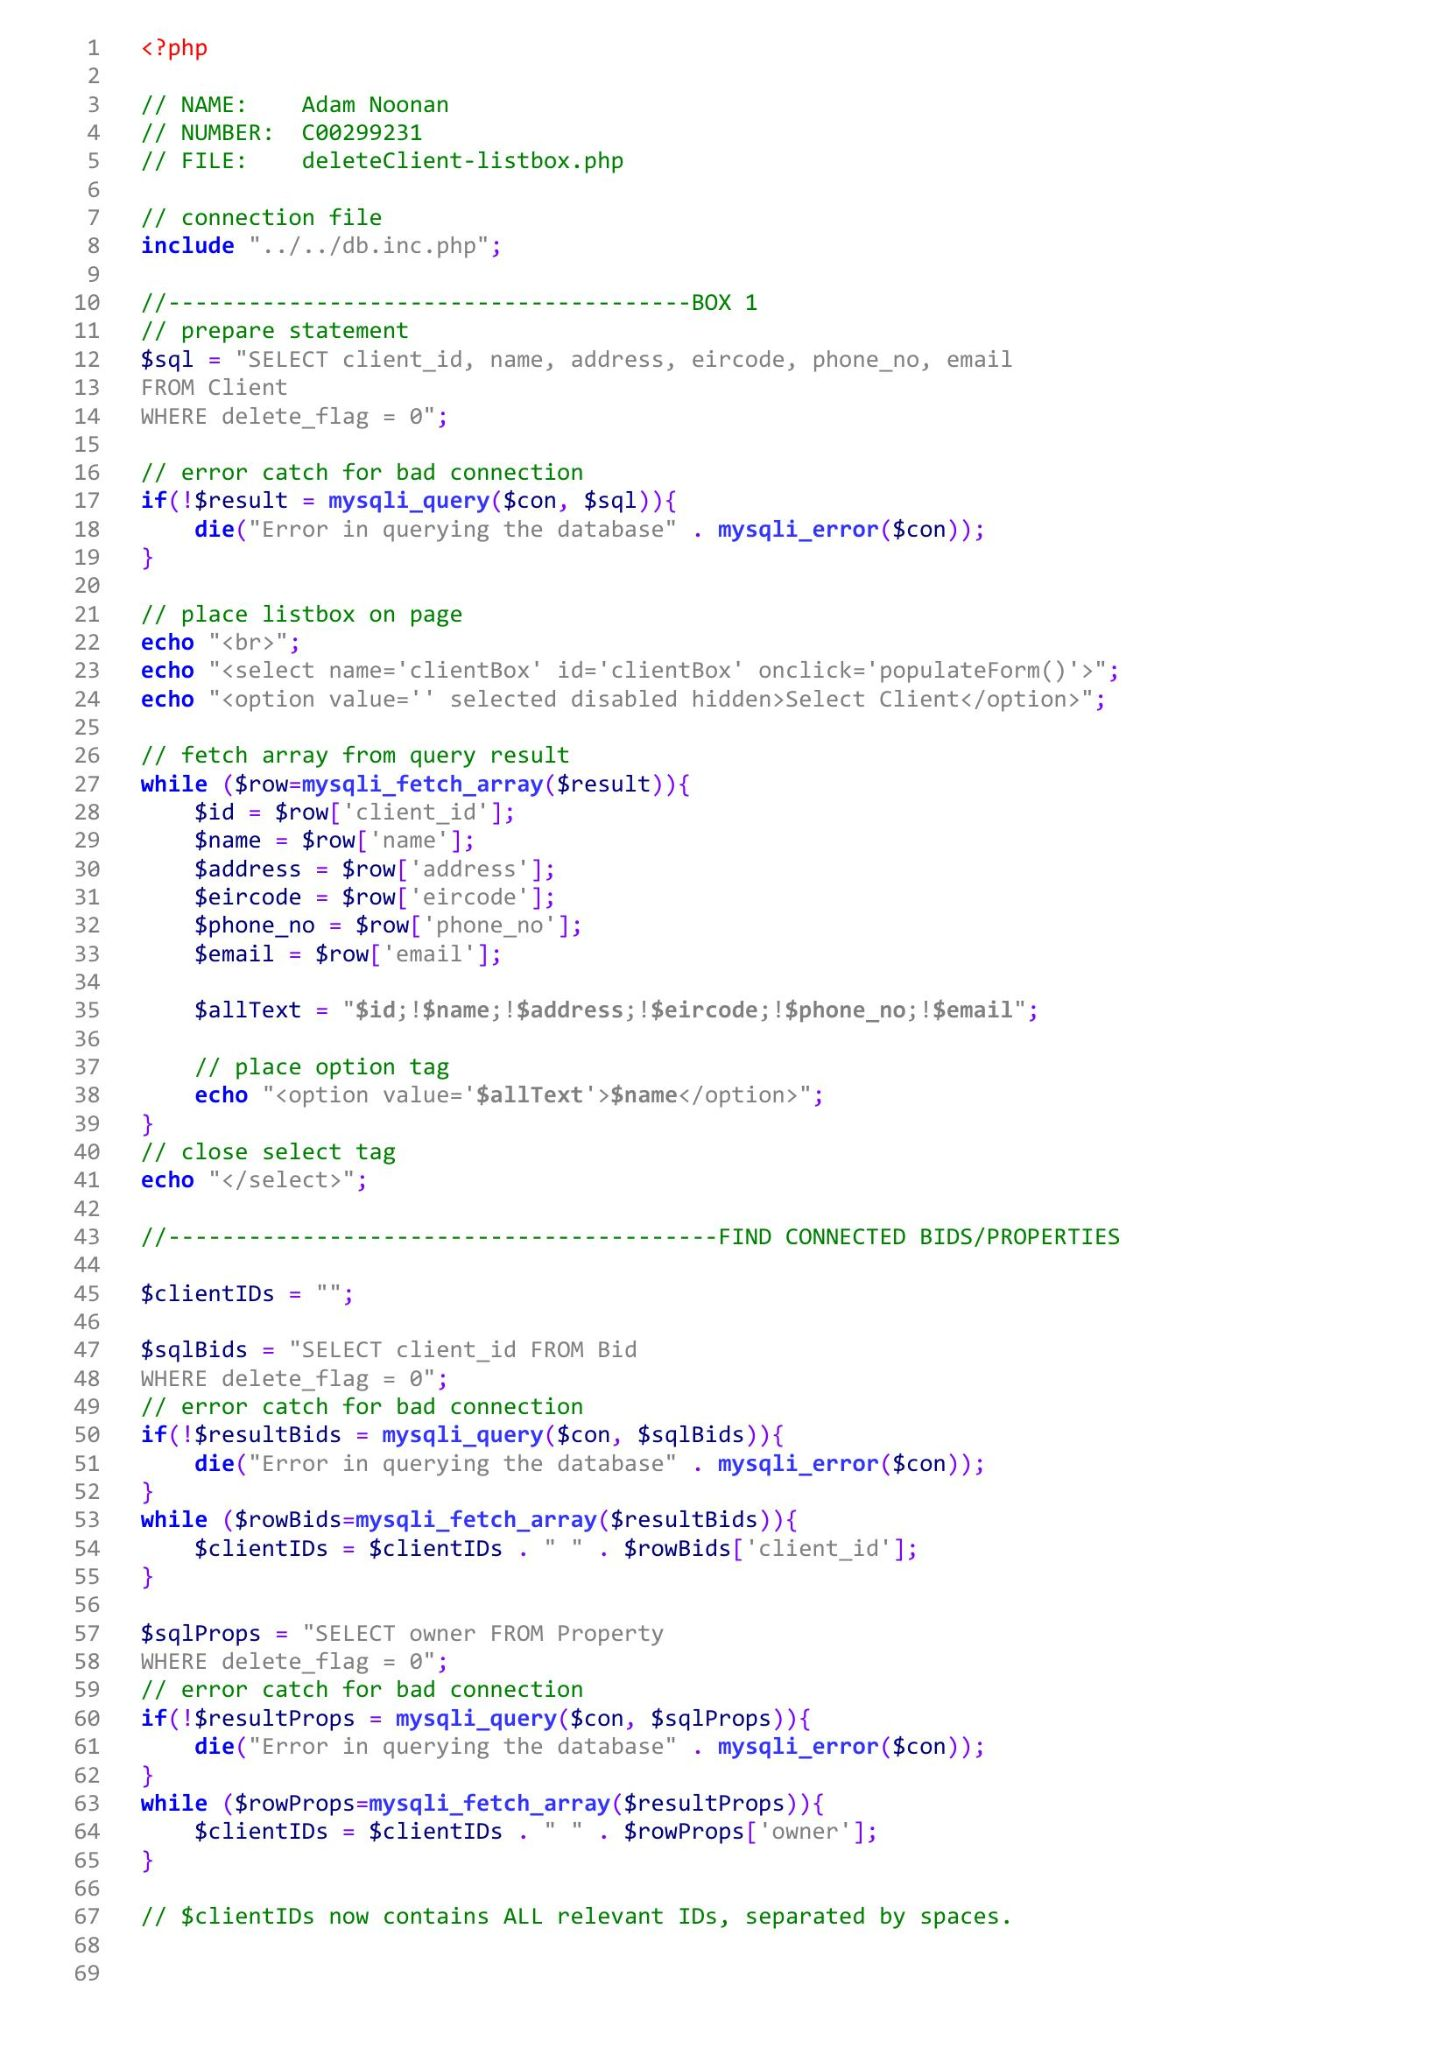 1 <?php
2
3 // NAME:    Adam Noonan
4 // NUMBER:  C00299231
5 // FILE:    deleteClient-listbox.php
6
7 // connection file
8 include "../../db.inc.php";
9
10 //---------------------------------------BOX 1
11 // prepare statement
12 $sql = "SELECT client_id, name, address, eircode, phone_no, email
13 FROM Client
14 WHERE delete_flag = 0";
15
16 // error catch for bad connection
17 if(!$result = mysqli_query($con, $sql)){
18     die("Error in querying the database" . mysqli_error($con));
19 }
20
21 // place listbox on page
22 echo "<br>";
23 echo "<select name='clientBox' id='clientBox' onclick='populateForm()'>";
24 echo "<option value='' selected disabled hidden>Select Client</option>";
25
26 // fetch array from query result
27 while ($row=mysqli_fetch_array($result)){
28     $id = $row['client_id'];
29     $name = $row['name'];
30     $address = $row['address'];
31     $eircode = $row['eircode'];
32     $phone_no = $row['phone_no'];
33     $email = $row['email'];
34
35     $allText = "$id;!$name;!$address;!$eircode;!$phone_no;!$email";
36
37     // place option tag
38     echo "<option value='$allText'>$name</option>";
39 }
40 // close select tag
41 echo "</select>";
42
43 //-----------------------------------------FIND CONNECTED BIDS/PROPERTIES
44
45 $clientIDs = "";
46
47 $sqlBids = "SELECT client_id FROM Bid
48 WHERE delete_flag = 0";
49 // error catch for bad connection
50 if(!$resultBids = mysqli_query($con, $sqlBids)){
51     die("Error in querying the database" . mysqli_error($con));
52 }
53 while ($rowBids=mysqli_fetch_array($resultBids)){
54     $clientIDs = $clientIDs . " " . $rowBids['client_id'];
55 }
56
57 $sqlProps = "SELECT owner FROM Property
58 WHERE delete_flag = 0";
59 // error catch for bad connection
60 if(!$resultProps = mysqli_query($con, $sqlProps)){
61     die("Error in querying the database" . mysqli_error($con));
62 }
63 while ($rowProps=mysqli_fetch_array($resultProps)){
64     $clientIDs = $clientIDs . " " . $rowProps['owner'];
65 }
66
67 // $clientIDs now contains ALL relevant IDs, separated by spaces.
68
69